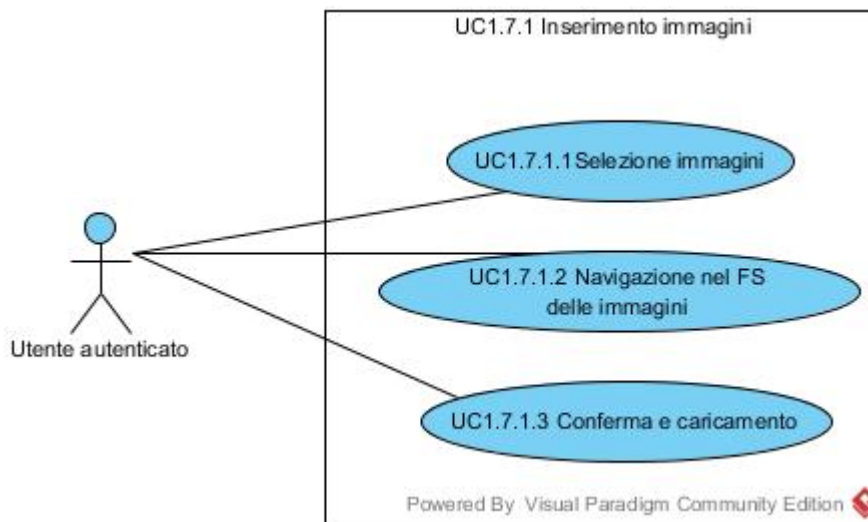 UC1.7.1 Inserimento immagini
UC1.7.1.1Selezione immagini
UC1.7.1.2 Navigazione nel FS
delle immagini
Utente autenticato
UC1.7.1.3 Conferma e caricamento
Powered By Visual Paradigm Community Edition